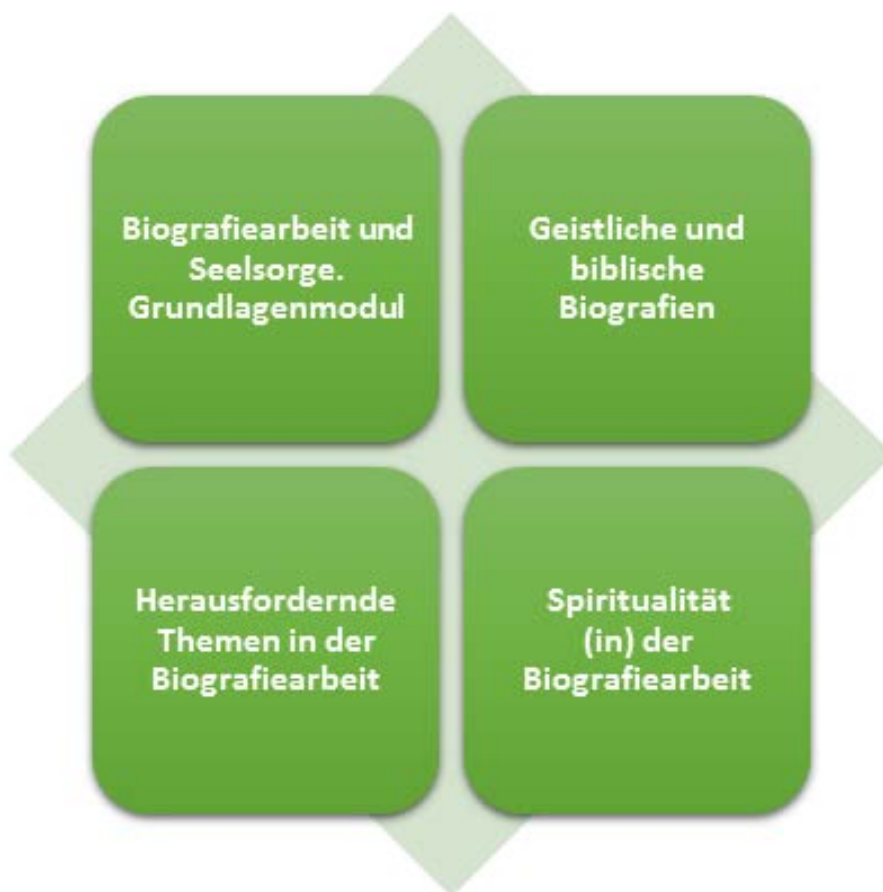 Biografiearbeit und
Seelsorge.
Grundlagenmodul
Geistliche und
biblische
Biografien
Herausfordernde
Themen in der
Biografiearbeit
Spiritualität
(in) der
Biografiearbeit